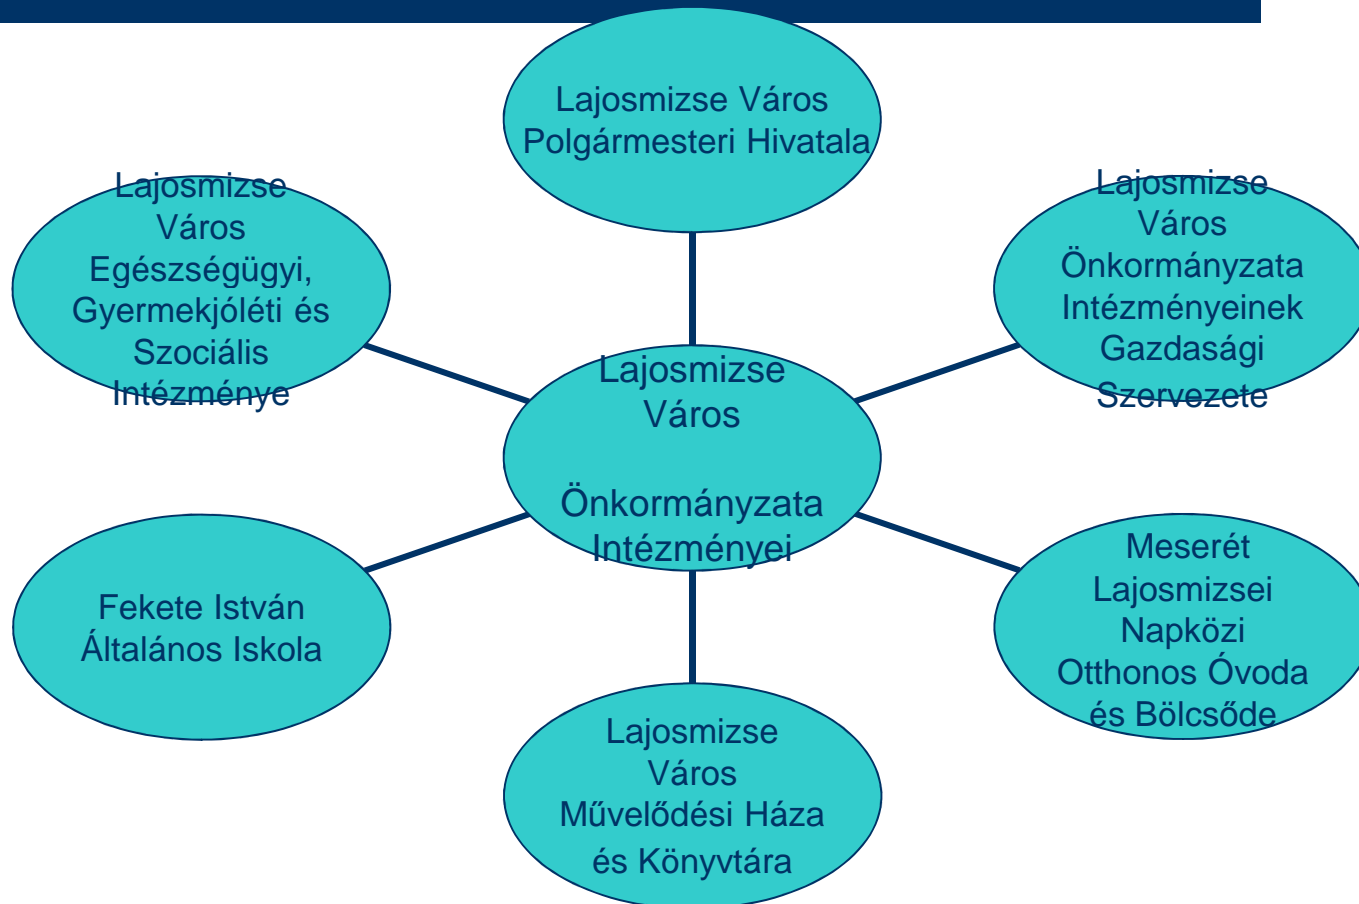 Lajosmizse Város
Polgármesteri Hivatala
Lajosmizse
Város
Egészségügyi,
Gyermekjóléti és
Szociális
Intézménye
Lajosmizse
Város
Önkormányzata
Intézményeinek
Gazdasági
Szervezete
Lajosmizse
Város
Önkormányzata
Intézményei
Fekete István
Általános Iskola
Meserét
Lajosmizsei
Napközi
Otthonos Óvoda
és Bölcsőde
Lajosmizse
Város
Művelődési Háza
és Könyvtára